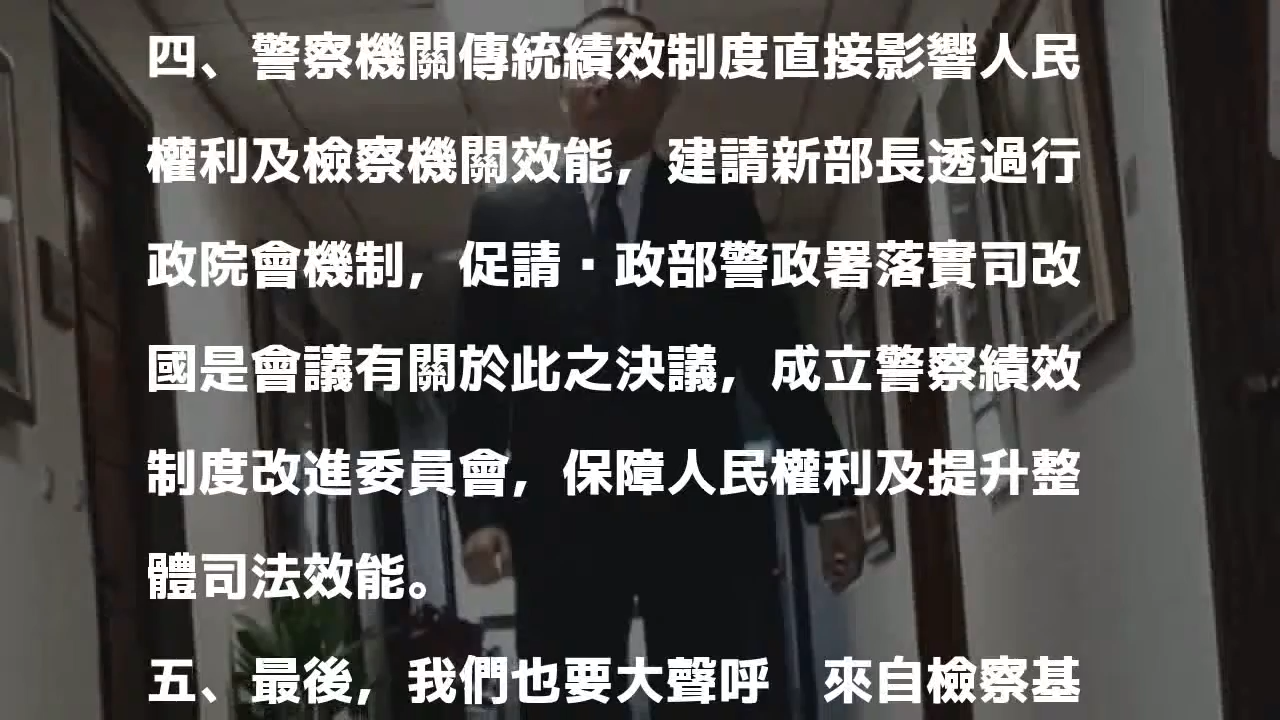 四、警察機關傳統績效制度直接影響人民
權利及檢察機關效能，建請新部長透過行
政院會機制，促請·政部警政署落實司改
國是會議有關於此之決議，成立警察績效
制度改進委員會，保障人民權利及提升整
體司法效能。
五、最後，我們也要大聲呼　來自檢察基